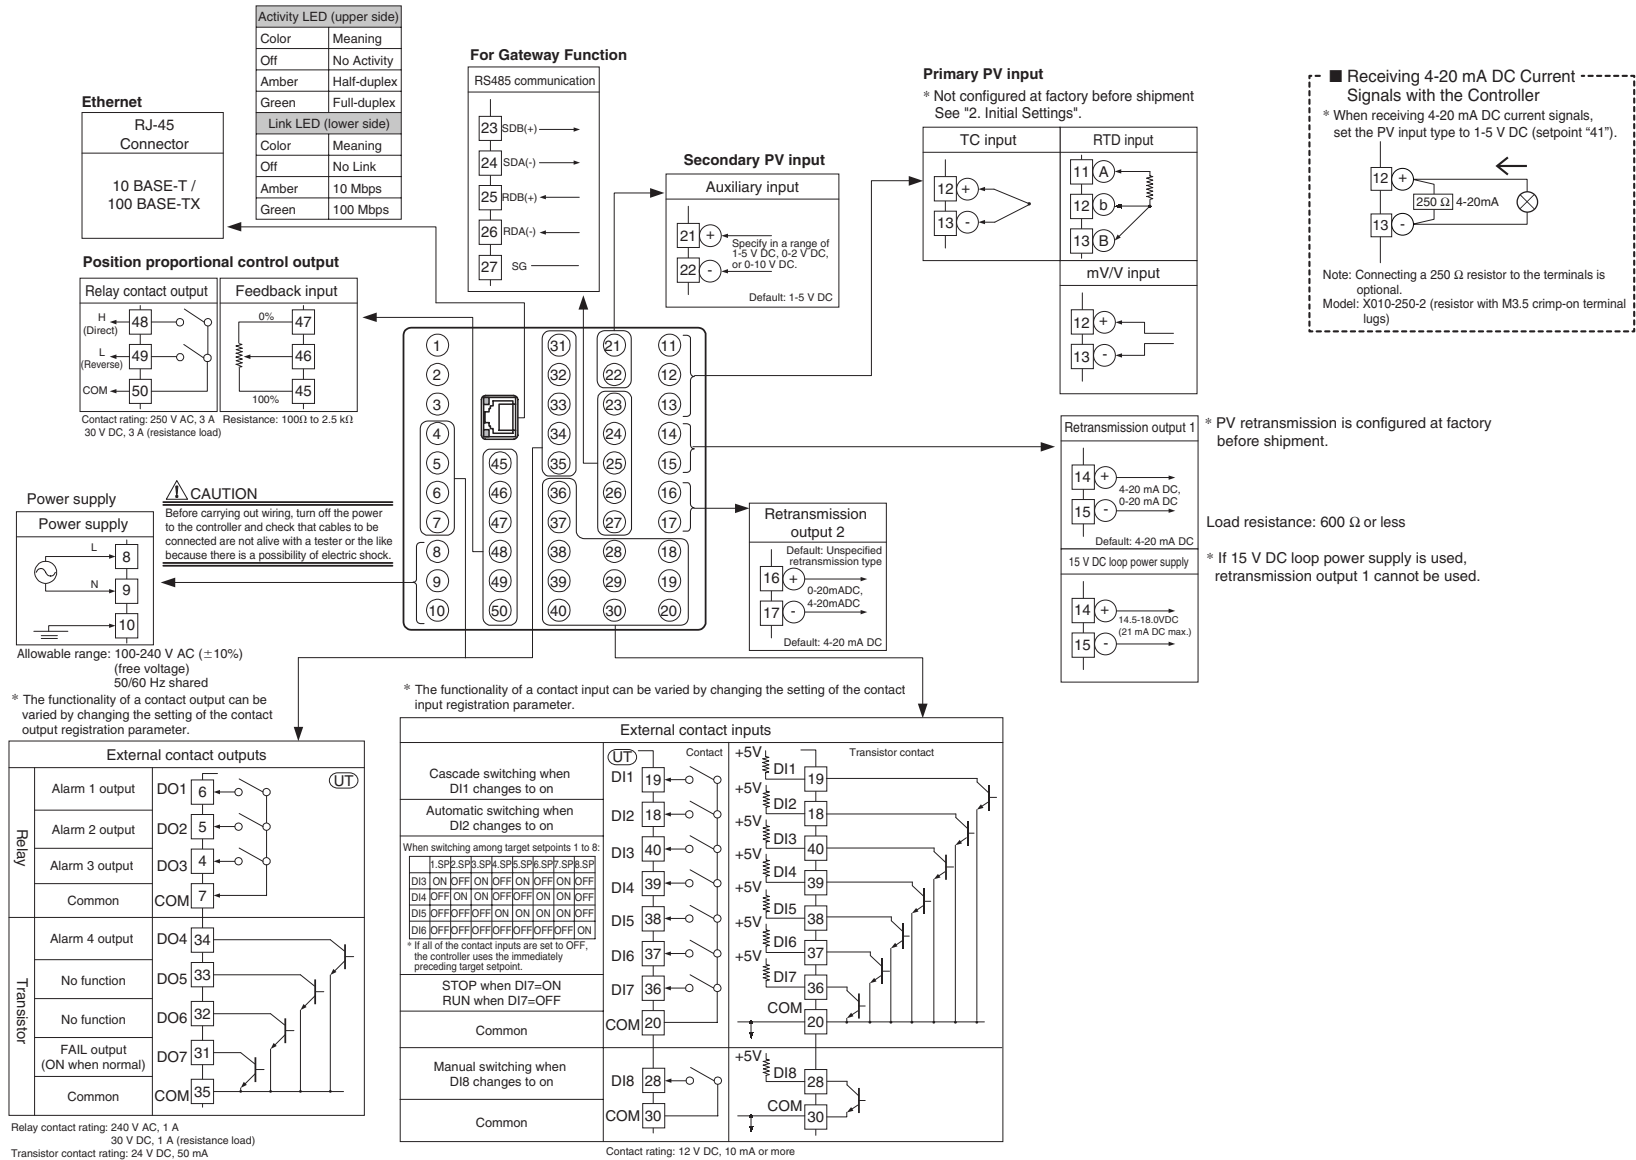 Activity LED (upper side)
Color Meaning
Off No Activity
Amber Half-duplex
Green Full-duplex
Link LED (lower side)
Color Meaning
Off No Link
Amber 10 Mbps
Green 100 Mbps
Ethernet
RJ-45
Connector
10 BASE-T /
100 BASE-TX
For Gateway Function
RS485 communication
23 SDB(+)
24 SDA(-)
25 RDB(+)
26 RDA(-)
27 SG
Secondary PV input
Auxiliary input
21 +
22 -
Specify in a range of
1-5 V DC, 0-2 V DC,
or 0-10 V DC.
Default: 1-5 V DC
Primary PV input
* Not configured at factory before shipment
See "2. Initial Settings".
TC input
12 +
13 -
RTD input
11 A
12 b
13 B
mV/V input
12 +
13 -
■ Receiving 4-20 mA DC Current
Signals with the Controller
* When receiving 4-20 mA DC current signals,
set the PV input type to 1-5 V DC (setpoint “41”).
12 +
250 Ω 4-20mA
13 -
Note: Connecting a 250 Ω resistor to the terminals is
optional.
Model: X010-250-2 (resistor with M3.5 crimp-on terminal
lugs)
Position proportional control output
Relay contact output
H
(Direct)
48
L
(Reverse)
49
COM 50
Contact rating: 250 V AC, 3 A
30 V DC, 3 A (resistance load)
Feedback input
0% 47
46
45
100%
Resistance: 100Ω to 2.5 kΩ
1 31 21 11
2 32 22 12
3 33 23 13
4 34 24 14
5 45 35 25 15
6 46 36 26 16
7 47 37 27 17
8 48 38 28 18
9 49 39 29 19
10 50 40 30 20
Retransmission output 1
14 +
15 -
4-20 mA DC,
0-20 mA DC
Default: 4-20 mA DC
15 V DC loop power supply
14 +
15 -
14.5-18.0VDC
(21 mA DC max.)
* PV retransmission is configured at factory
before shipment.
Load resistance: 600 Ω or less
* If 15 V DC loop power supply is used,
retransmission output 1 cannot be used.
Retransmission
output 2
Default: Unspecified
retransmission type
16 +
17 -
0-20mADC,
4-20mADC
Default: 4-20 mA DC
Power supply
Power supply
L 8
N 9
10
Allowable range: 100-240 V AC (±10%)
(free voltage)
50/60 Hz shared
CAUTION
Before carrying out wiring, turn off the power
to the controller and check that cables to be
connected are not alive with a tester or the like
because there is a possibility of electric shock.
* The functionality of a contact output can be
varied by changing the setting of the contact
output registration parameter.
External contact outputs
UT
Relay
Alarm 1 output DO1 6
Alarm 2 output DO2 5
Alarm 3 output DO3 4
Common COM 7
Transistor
Alarm 4 output DO4 34
No function DO5 33
No function DO6 32
FAIL output
(ON when normal)
DO7 31
Common COM 35
Relay contact rating: 240 V AC, 1 A
30 V DC, 1 A (resistance load)
Transistor contact rating: 24 V DC, 50 mA
* The functionality of a contact input can be varied by changing the setting of the contact
input registration parameter.
External contact inputs
Cascade switching when
DI1 changes to on
Automatic switching when
DI2 changes to on
When switching among target setpoints 1 to 8:
1.SP 2.SP 3.SP 4.SP 5.SP 6.SP 7.SP 8.SP
DI3 ON OFF ON OFF ON OFF ON OFF
DI4 OFF ON ON OFF OFF ON ON OFF
DI5 OFF OFF OFF ON ON ON ON OFF
DI6 OFF OFF OFF OFF OFF OFF OFF ON
* If all of the contact inputs are set to OFF,
the controller uses the immediately
preceding target setpoint.
STOP when DI7=ON
RUN when DI7=OFF
Common
Manual switching when
DI8 changes to on
Common
UT Contact
DI1 19
DI2 18
DI3 40
DI4 39
DI5 38
DI6 37
DI7 36
COM 20
DI8 28
COM 30
Transistor contact
+5V DI1 19
+5V DI2 18
+5V DI3 40
+5V DI4 39
+5V DI5 38
+5V DI6 37
+5V DI7 36
COM 20
+5V DI8 28
COM 30
Contact rating: 12 V DC, 10 mA or more